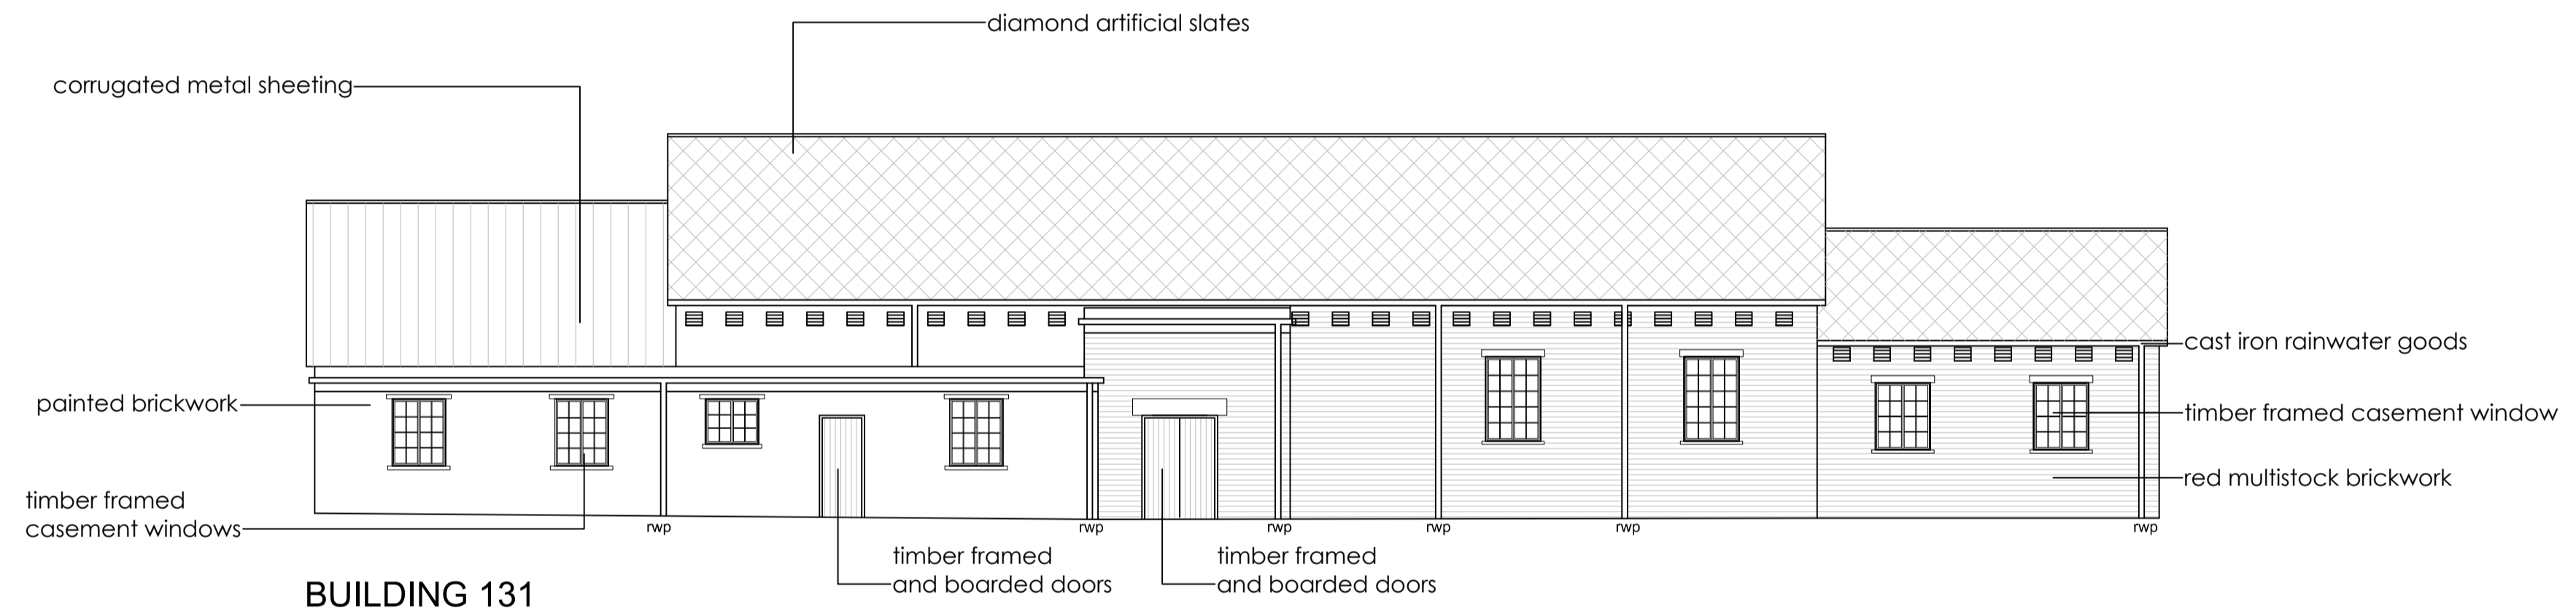 diamond artificial slates
corrugated metal sheeting
cast iron rainwater goods
painted brickwork
timber framed casement window
red multistock brickwork
timber framed
casement windows
rwp
rwp
rwp
rwp
rwp
rwp
timber framed
and boarded doors
timber framed
and boarded doors
BUILDING 131